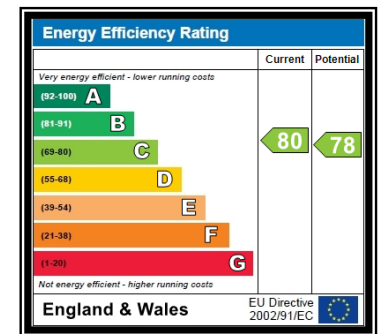 Energy Efficiency Rating
Current Potential
Very energy efficient - lower running costs
(92-100) A
(81-91) B
(69-80) C
80 78
(55-68) D
(39-54) E
(21-38) F
(1-20) G
Not energy efficient - higher running costs
England & Wales
EU Directive
2002/91/EC